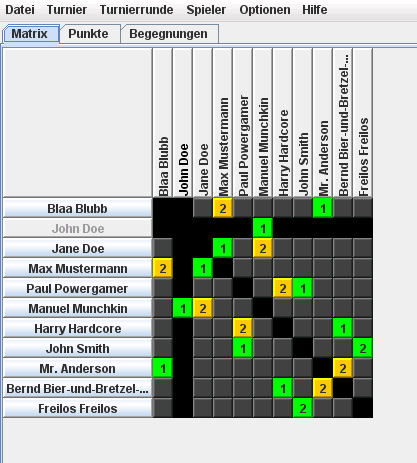 Datei Turnier Turnierrunde Spieler Optionen Hilfe
Matrix Punkte Begegnungen
Blaa Blubb John Doe Jane Doe Max Mustermann Paul Powergamer Manuel Munchkin Harry Hardcore John Smith Mr. Anderson Bernd Bier-und-Bretzel-... Freilos Freilos
Blaa Blubb 2 1
John Doe 1
Jane Doe 1 2
Max Mustermann 2 1
Paul Powergamer 2 1
Manuel Munchkin 1 2
Harry Hardcore 2 1
John Smith 1 2
Mr. Anderson 1 2
Bernd Bier-und-Bretzel-... 1 2
Freilos Freilos 2